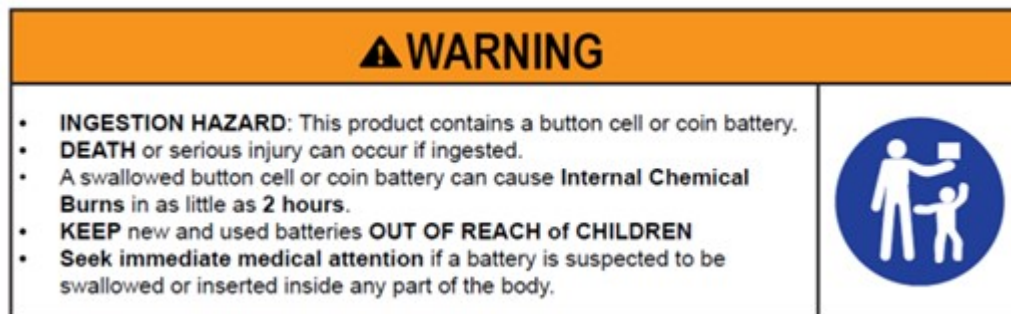 ⚠WARNING
• INGESTION HAZARD: This product contains a button cell or coin battery.
• DEATH or serious injury can occur if ingested.
• A swallowed button cell or coin battery can cause Internal Chemical
Burns in as little as 2 hours.
• KEEP new and used batteries OUT OF REACH of CHILDREN
• Seek immediate medical attention if a battery is suspected to be
swallowed or inserted inside any part of the body.